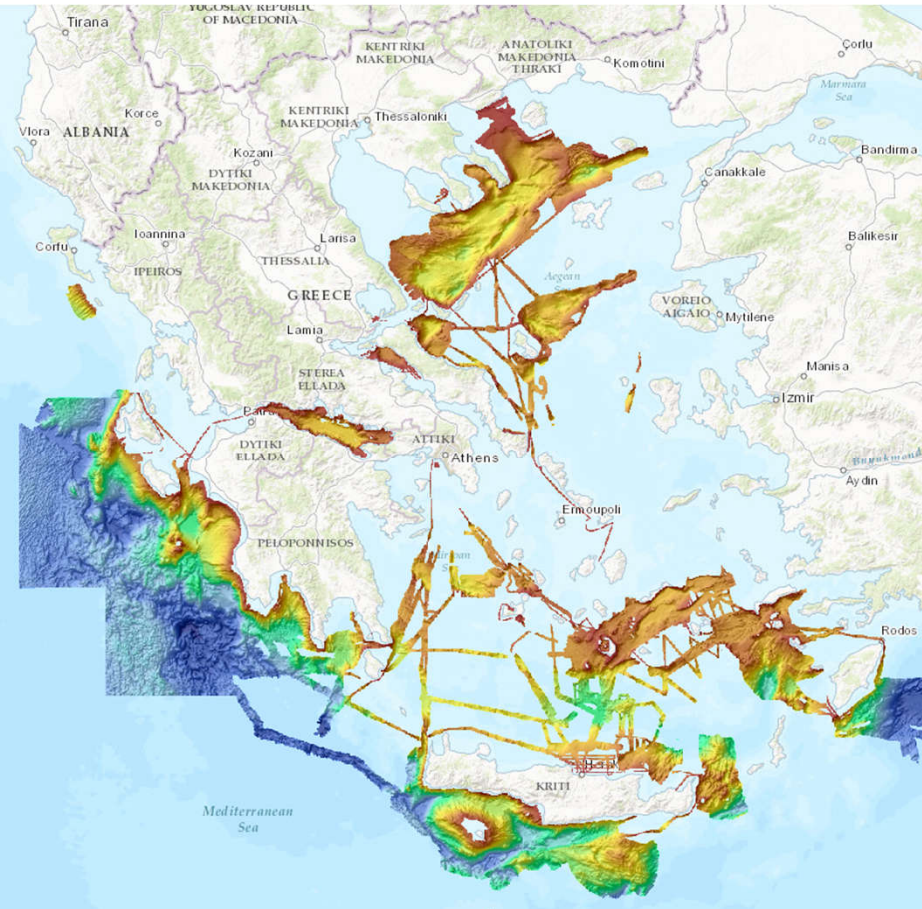 YUGOSLAV REPUBLIC
OF MACEDONIA
Tirana
KENTRIKI
MAKEDONIA
ANATOLIKI
MAKEDONIA
THRAKI
Komotini
Çorlu
Marmara
Sea
Korce
Vlora
ALBANIA
KENTRIKI
MAKEDONIA
Thessaloniki
Kozani
DYTIKI
MAKEDONIA
Bandirma
Canakkale
Ioannina
Corfu
Larisa
IPEIROS
THESSALIA
Balikesir
Aegean
GREECE
VOREIO
AIGAIO
Mytilene
Lamia
STEREA
ELLADA
Manisa
Izmir
DYTIKI
ELLADA
ATTIKI
Athens
Aydin
Ermoupoli
PELOPONNISOS
Rodos
KRITI
Mediterranean
Sea